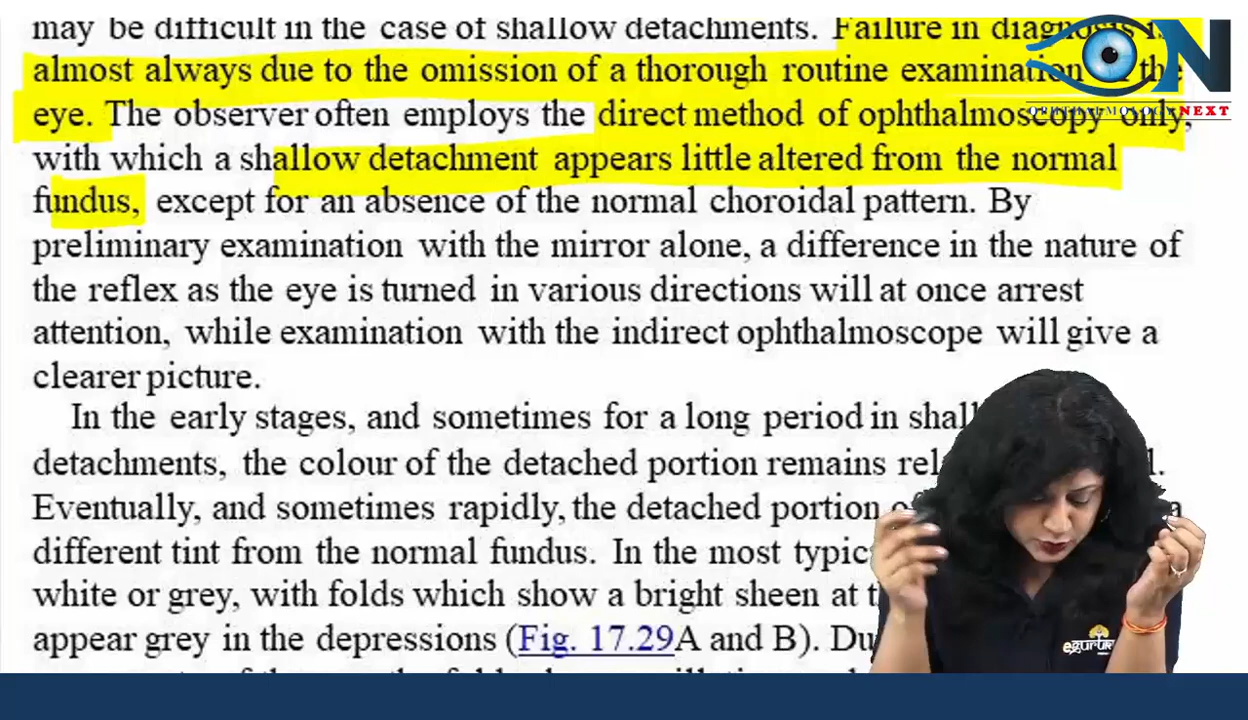 may be difficult in the case of shallow detachments. Failure in diagnosis is
almost always due to the omission of a thorough routine examination of the
eye. The observer often employs the direct method of ophthalmoscopy only,
with which a shallow detachment appears little altered from the normal
fundus, except for an absence of the normal choroidal pattern. By
preliminary examination with the mirror alone, a difference in the nature of
the reflex as the eye is turned in various directions will at once arrest
attention, while examination with the indirect ophthalmoscope will give a
clearer picture.
In the early stages, and sometimes for a long period in
detachments, the colour of the detached portion remains
Eventually, and sometimes rapidly, the detached portion a
different tint from the normal fundus. In the most
white or grey, with folds which show a bright sheen at
appear grey in the depressions (Fig. 17.29A and B).
ON
OPHTHALMOLOGY NEXT
egurukul